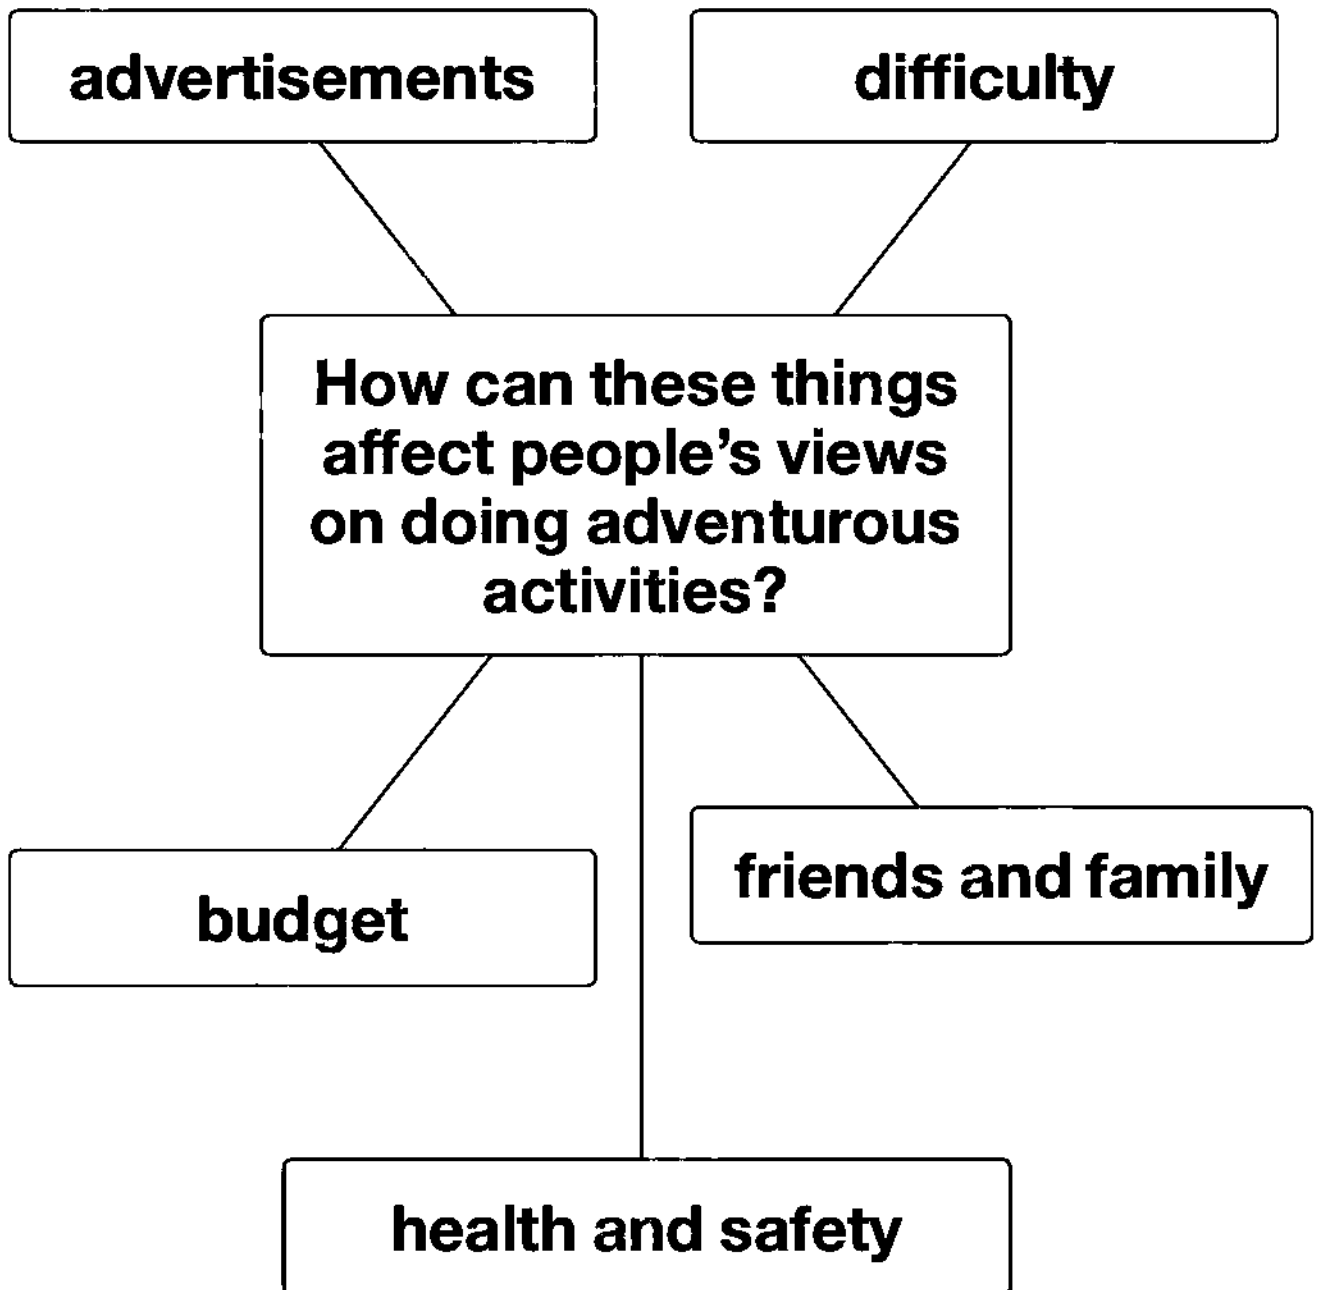 advertisements
difficulty
How can these things
affect people's views
on doing adventurous
activities?
budget
friends and family
health and safety